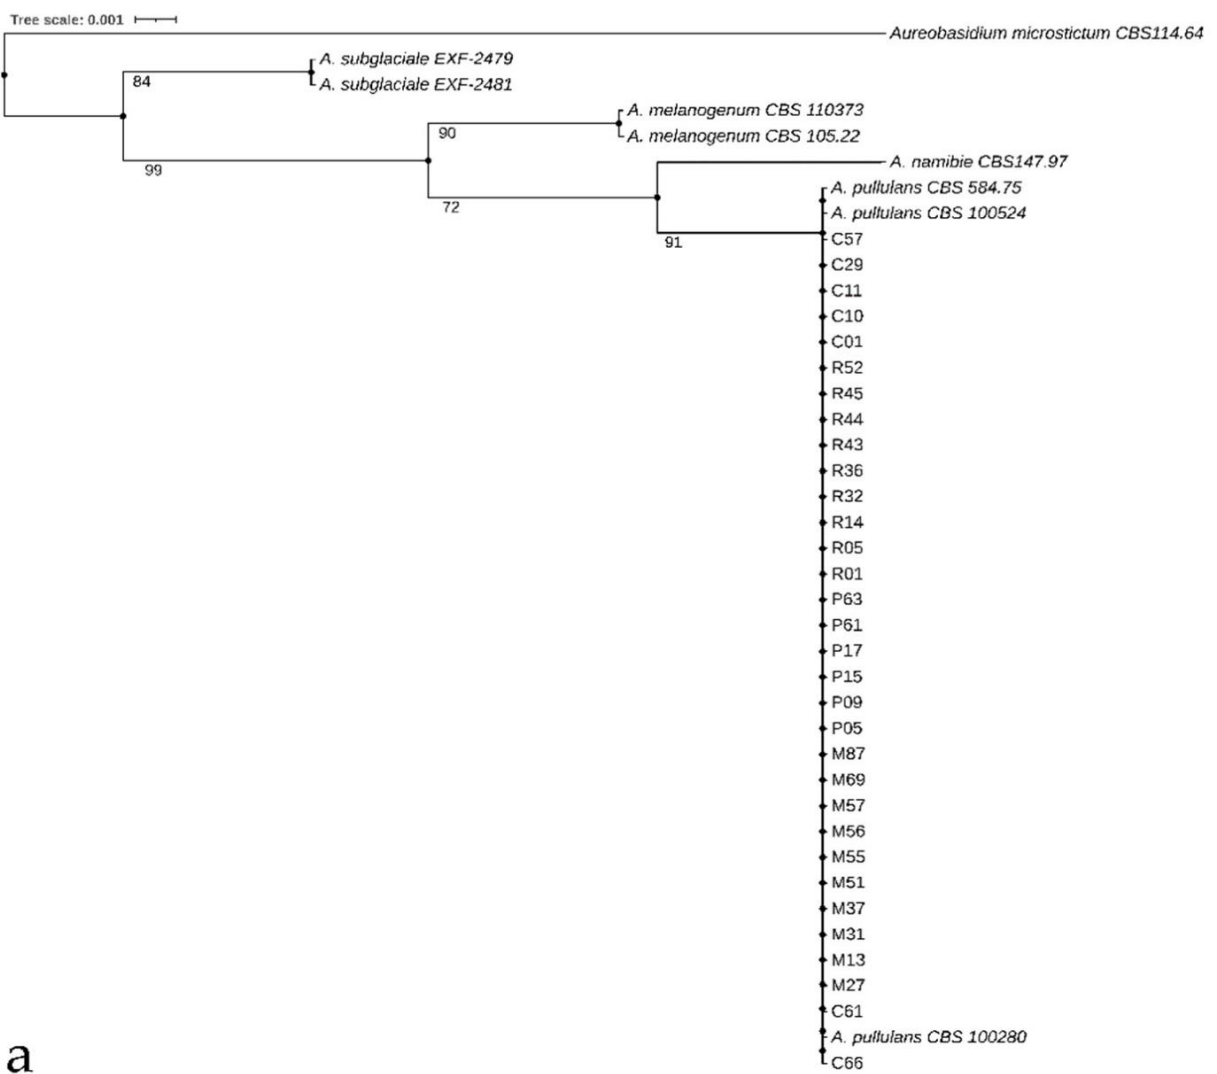 Tree scale: 0.001
Aureobasidium microstictum CBS114.64
A. subglaciale EXF-2479
84
A. subglaciale EXF-2481
A. melanogenum CBS 110373
90
A. melanogenum CBS 105.22
99
A. namibie CBS147.97
A. pullulans CBS 584.75
72
A. pullulans CBS 100524
91
C57
C29
C11
C10
C01
R52
R45
R44
R43
R36
R32
R14
R05
R01
P63
P61
P17
P15
P09
P05
M87
M69
M57
M56
M55
M51
M37
M31
M13
M27
C61
A. pullulans CBS 100280
C66
a